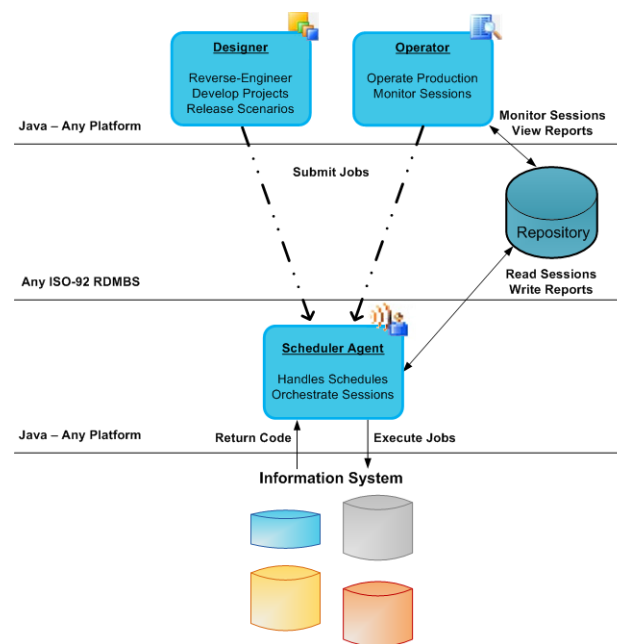 Designer
Reverse-Engineer
Develop Projects
Release Scenarios
Operator
Operate Production
Monitor Sessions
Java – Any Platform
Monitor Sessions
View Reports
Submit Jobs
Repository
Any ISO-92 RDMBS
Read Sessions
Write Reports
Scheduler Agent
Handles Schedules
Orchestrate Sessions
Java – Any Platform
Return Code
Execute Jobs
Information System